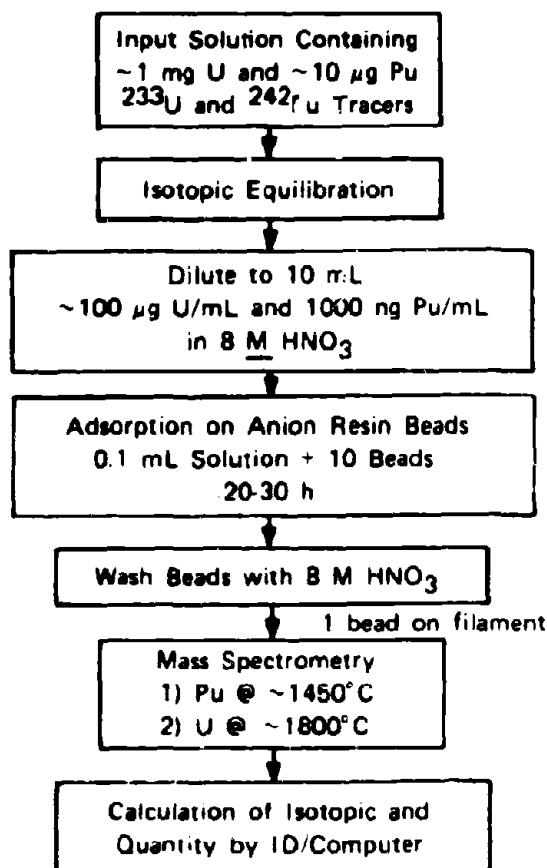 Input Solution Containing
~1 mg U and ~10 µg Pu
233U and 242Pu Tracers
Isotopic Equilibration
Dilute to 10 mL
~100 µg U/mL and 1000 ng Pu/mL
in 8 M HNO3
Adsorption on Anion Resin Beads
0.1 mL Solution + 10 Beads
20-30 h
Wash Beads with 8 M HNO3
1 bead on filament
Mass Spectrometry
1) Pu @ ~1450°C
2) U @ ~1800°C
Calculation of Isotopic and
Quantity by ID/Computer